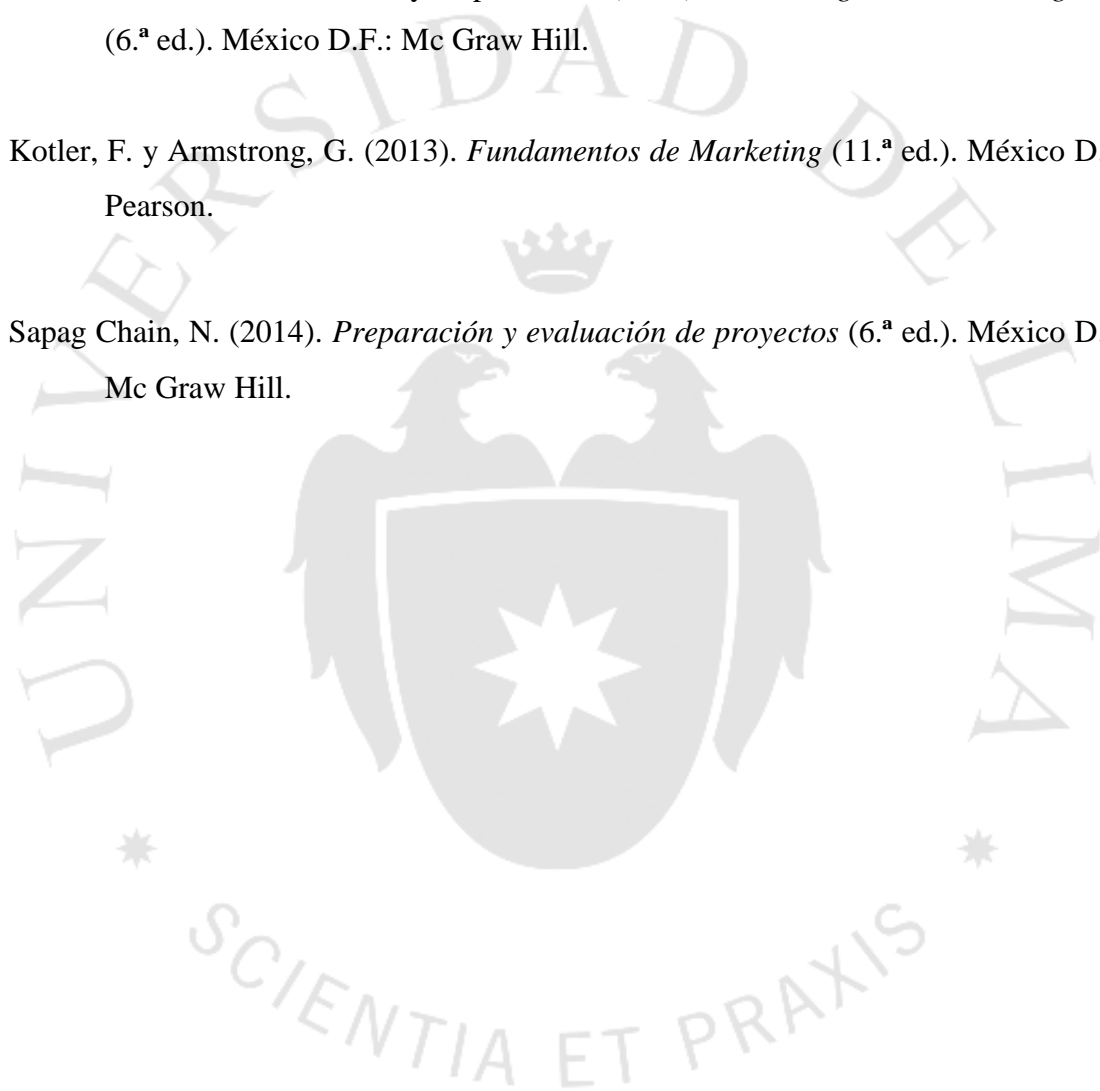 (6.ª ed.). México D.F.: Mc Graw Hill.
Kotler, F. y Armstrong, G. (2013). Fundamentos de Marketing (11.ª ed.). México D.
Pearson.
Sapag Chain, N. (2014). Preparación y evaluación de proyectos (6.ª ed.). México D.
Mc Graw Hill.
UNIVERSIDAD DE LIMA
SCIENTIA ET PRAXIS